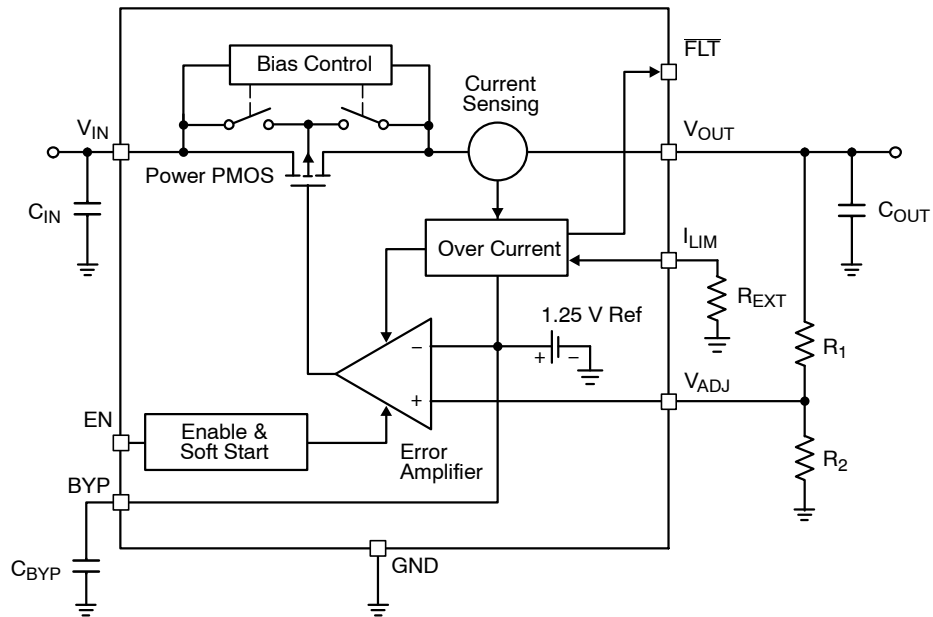 FLT
Bias Control
Current
Sensing
VIN
VOUT
Power PMOS
CIN
COUT
ILIM
Over Current
REXT
1.25 V Ref
−
+ −
R1
VADJ
+
EN
Enable &
Soft Start
Error
Amplifier
R2
BYP
GND
CBYP